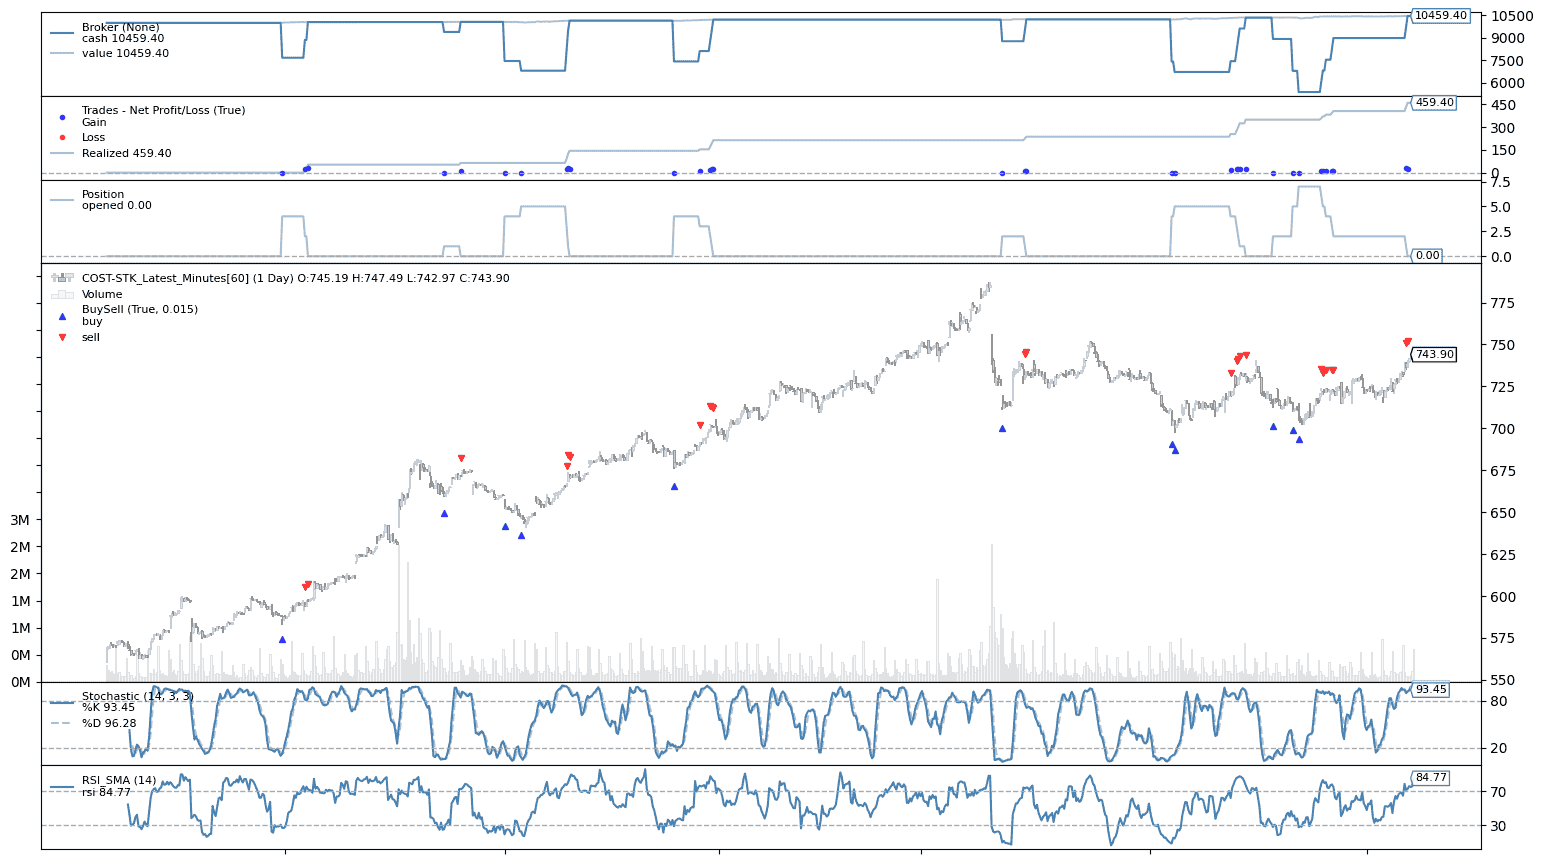 Broker (None)
cash 10459.40
value 10459.40
10459.40
10500
9000
7500
6000
Trades - Net Profit/Loss (True)
Gain
Loss
Realized 459.40
459.40
450
300
150
0
Position
opened 0.00
7.5
5.0
2.5
0.0
0.00
COST-STK_Latest_Minutes[60] (1 Day) O:745.19 H:747.49 L:742.97 C:743.90
Volume
BuySell (True, 0.015)
buy
sell
775
750
743.90
725
700
675
650
625
600
575
550
3M
2M
2M
1M
1M
0M
0M
Stochastic (14, 3, 3)
%K 93.45
%D 96.28
93.45
80
20
RSI_SMA (14)
rsi 84.77
84.77
70
30